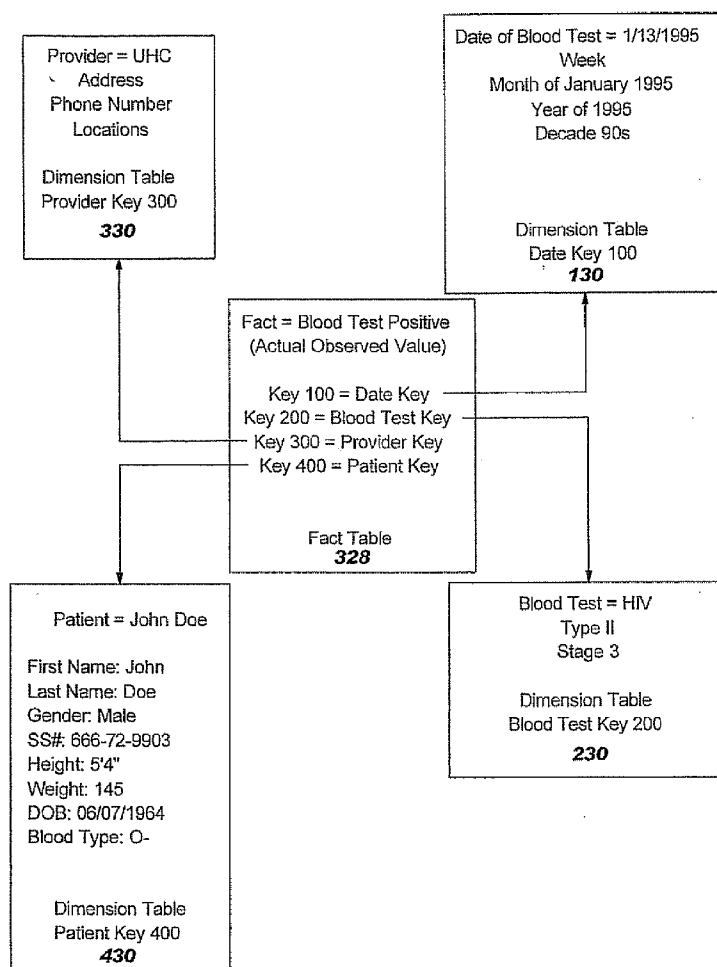 Provider = UHC
Address
Phone Number
Locations
Dimension Table
Provider Key 300
330
Date of Blood Test = 1/13/1995
Week
Month of January 1995
Year of 1995
Decade 90s
Dimension Table
Date Key 100
130
Fact = Blood Test Positive
(Actual Observed Value)
Key 100 = Date Key
Key 200 = Blood Test Key
Key 300 = Provider Key
Key 400 = Patient Key
Fact Table
328
Patient = John Doe
First Name: John
Last Name: Doe
Gender: Male
SS#: 666-72-9903
Height: 5'4"
Weight: 145
DOB: 06/07/1964
Blood Type: O-
Dimension Table
Patient Key 400
430
Blood Test = HIV
Type II
Stage 3
Dimension Table
Blood Test Key 200
230